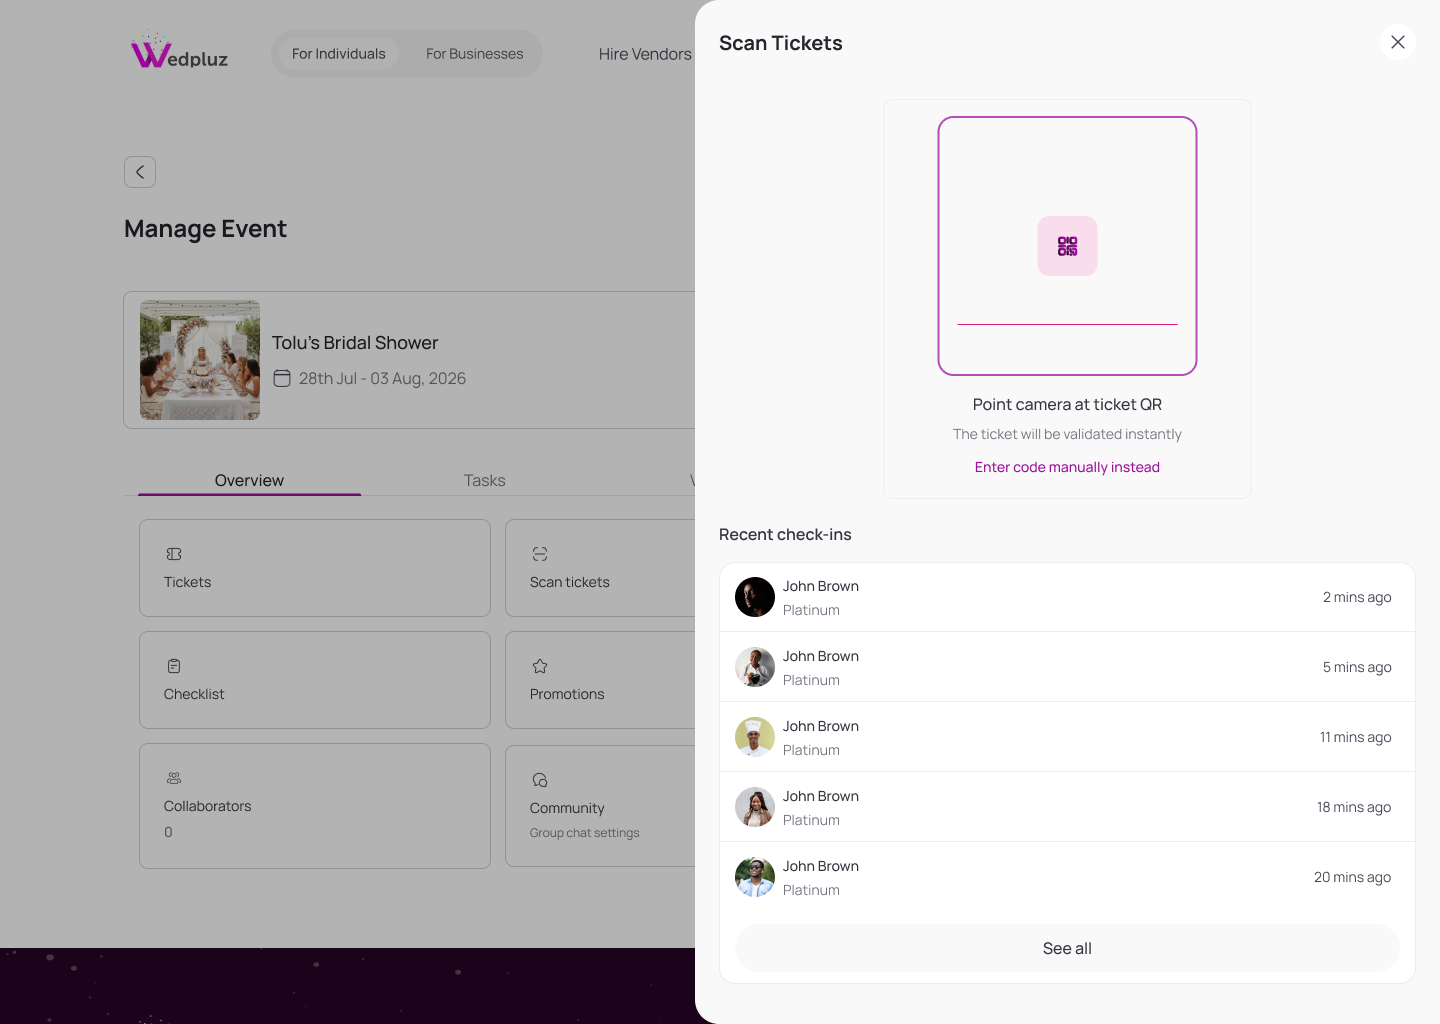 Wedpluz
For Individuals
For Businesses
Hire Vendors
Manage Event
Tolu's Bridal Shower
28th Jul - 03 Aug, 2026
Overview
Tasks
V
Tickets
Scan tickets
Checklist
Promotions
Collaborators
0
Community
Group chat settings
Scan Tickets
Point camera at ticket QR
The ticket will be validated instantly
Enter code manually instead
Recent check-ins
John Brown
Platinum
2 mins ago
John Brown
Platinum
5 mins ago
John Brown
Platinum
11 mins ago
John Brown
Platinum
18 mins ago
John Brown
Platinum
20 mins ago
See all